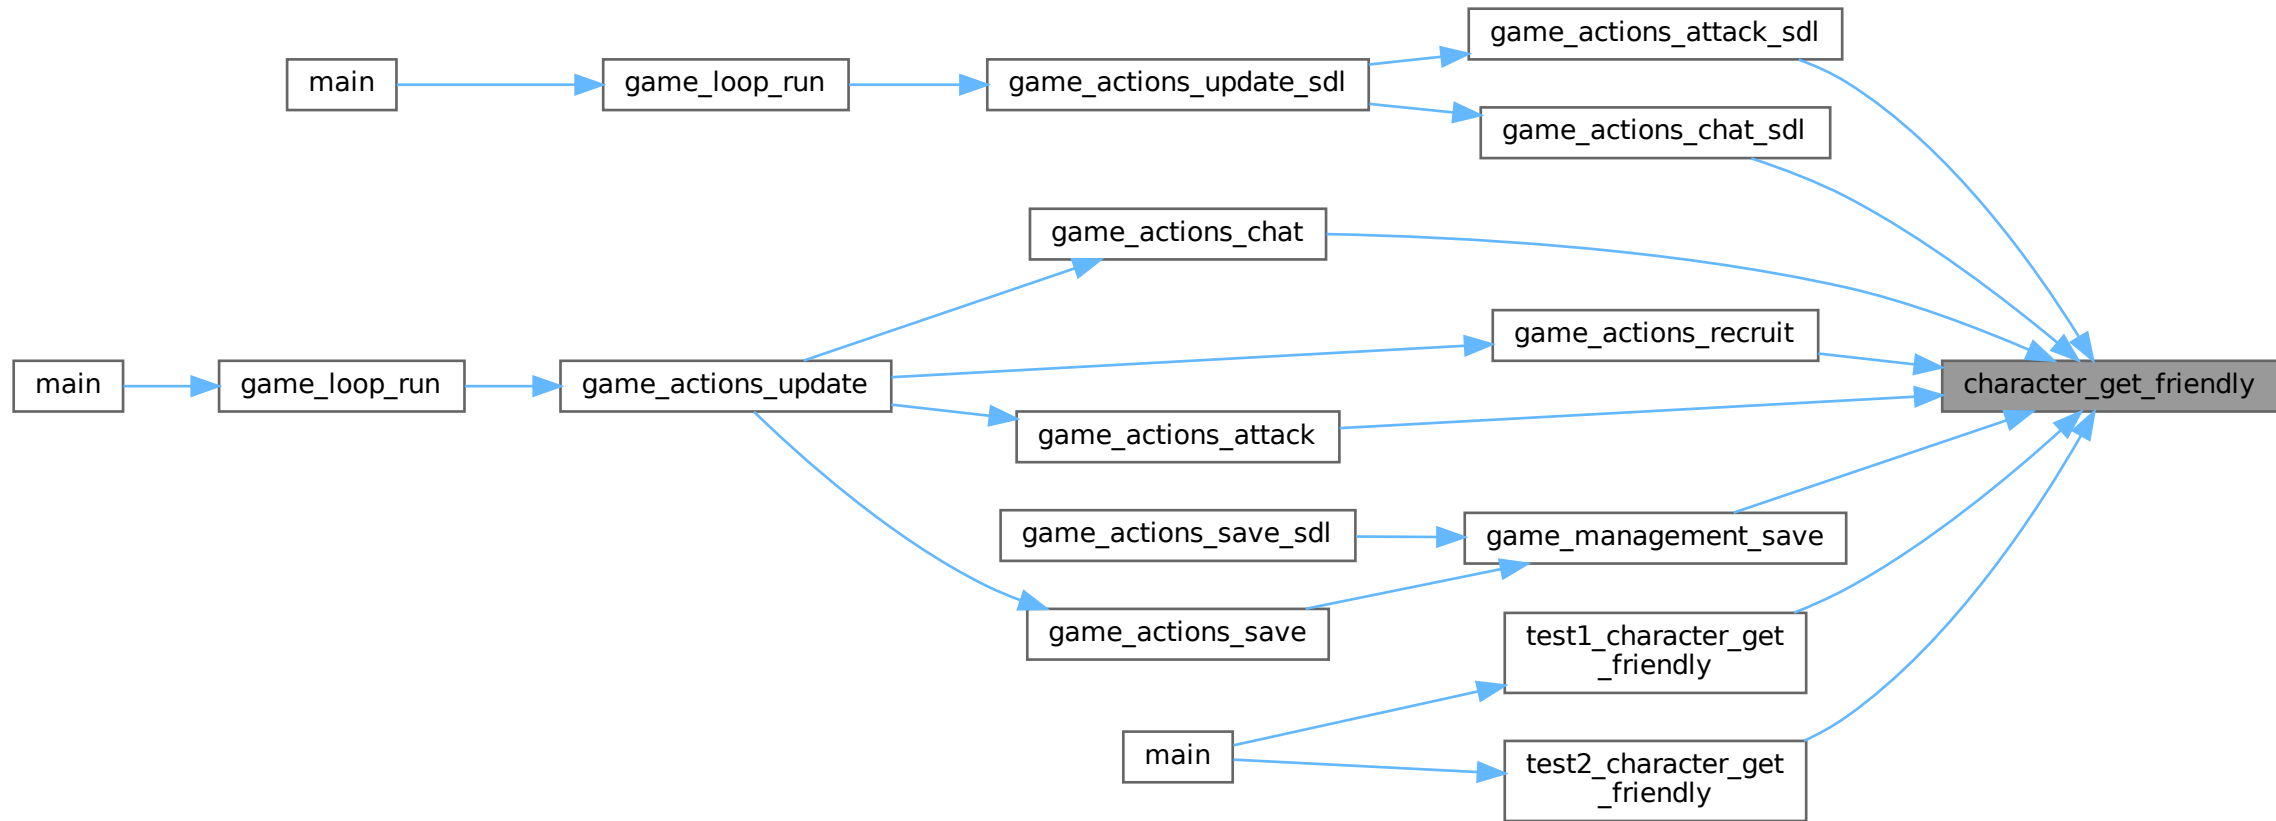 game_actions_attack_sdl
main
game_loop_run
game_actions_update_sdl
game_actions_chat_sdl
game_actions_chat
game_actions_recruit
main
game_loop_run
game_actions_update
character_get_friendly
game_actions_attack
game_actions_save_sdl
game_management_save
game_actions_save
test1_character_get
_friendly
main
test2_character_get
_friendly